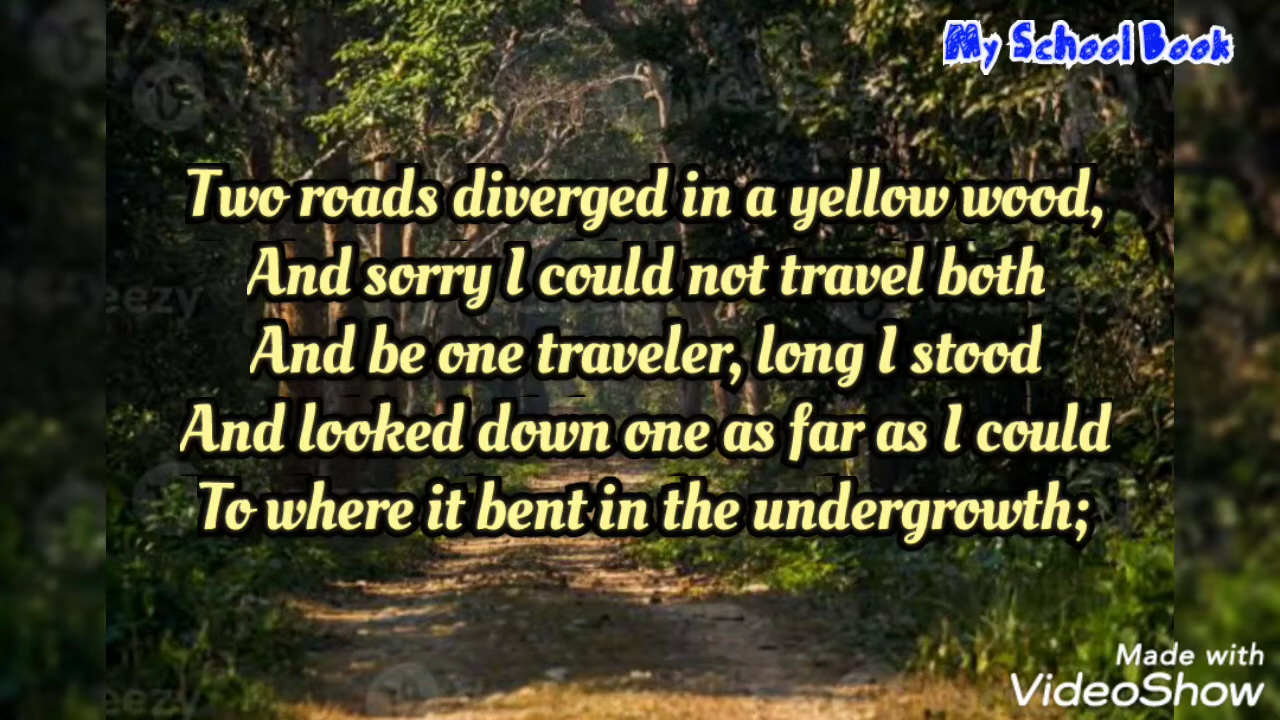 My School Book
Two roads diverged in a yellow wood,
And sorry I could not travel both
And be one traveler, long I stood
And looked down one as far as I could
To where it bent in the undergrowth;
Made with
VideoShow